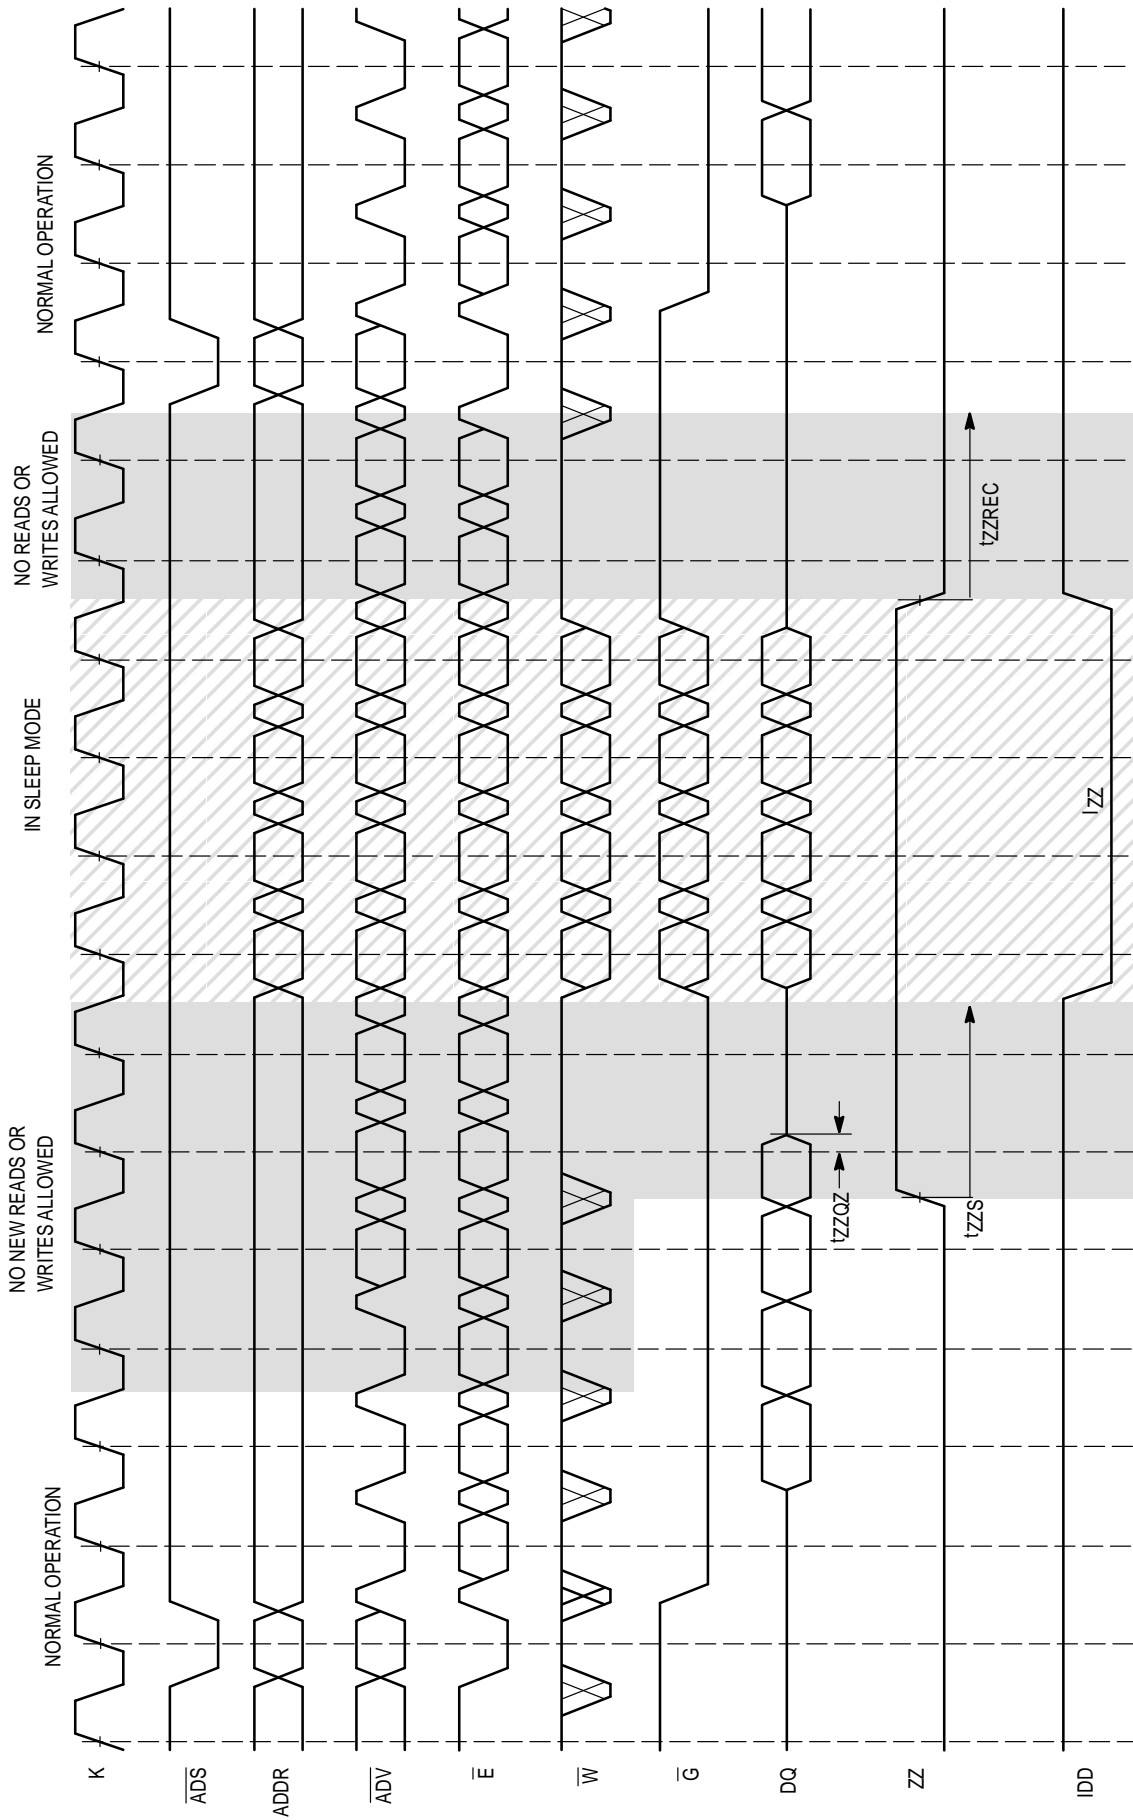 NORMAL OPERATION
NO NEW READS OR
WRITES ALLOWED
IN SLEEP MODE
NO READS OR
WRITES ALLOWED
NORMAL OPERATION
K
ADS
ADDR
ADV
E
W
G
DQ
tZZQZ
ZZ
tZZS
tZZREC
IDD
IZZ